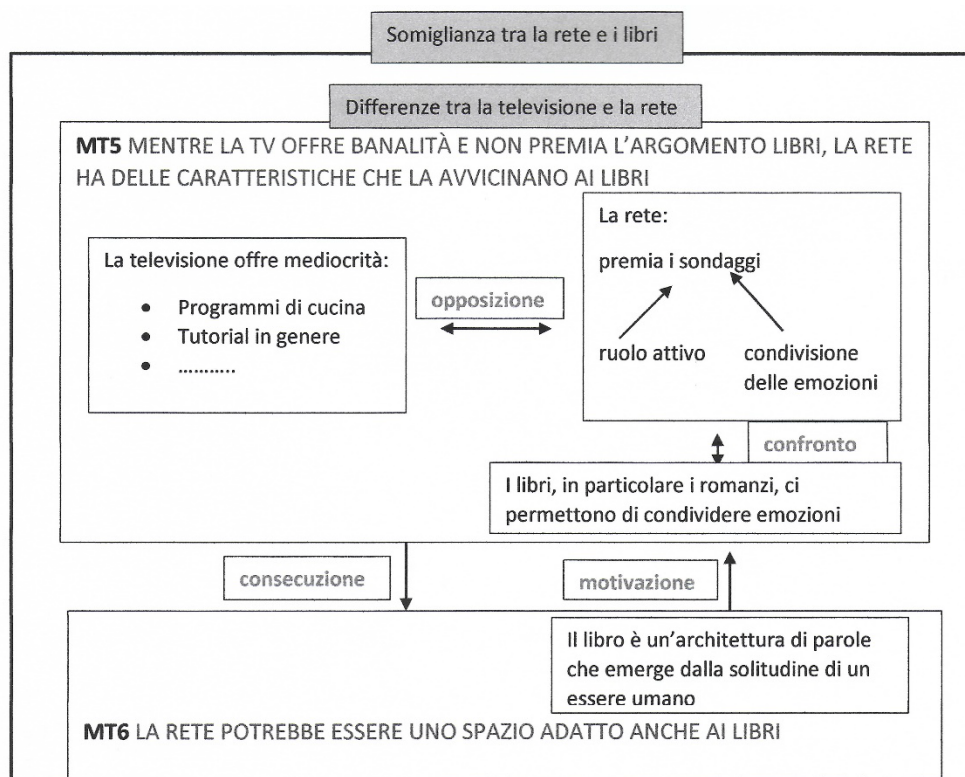 Somiglianza tra la rete e i libri
Differenze tra la televisione e la rete
MT5 MENTRE LA TV OFFRE BANALITÀ E NON PREMIA L'ARGOMENTO LIBRI, LA RETE
HA DELLE CARATTERISTICHE CHE LA AVVICINANO AI LIBRI
La televisione offre mediocrità:
• Programmi di cucina
• Tutorial in genere
• ...........
opposizione
La rete:
premia i sondaggi
ruolo attivo
condivisione
delle emozioni
confronto
I libri, in particolare i romanzi, ci
permettono di condividere emozioni
consecuzione
motivazione
Il libro è un'architettura di parole
che emerge dalla solitudine di un
essere umano
MT6 LA RETE POTREBBE ESSERE UNO SPAZIO ADATTO ANCHE AI LIBRI